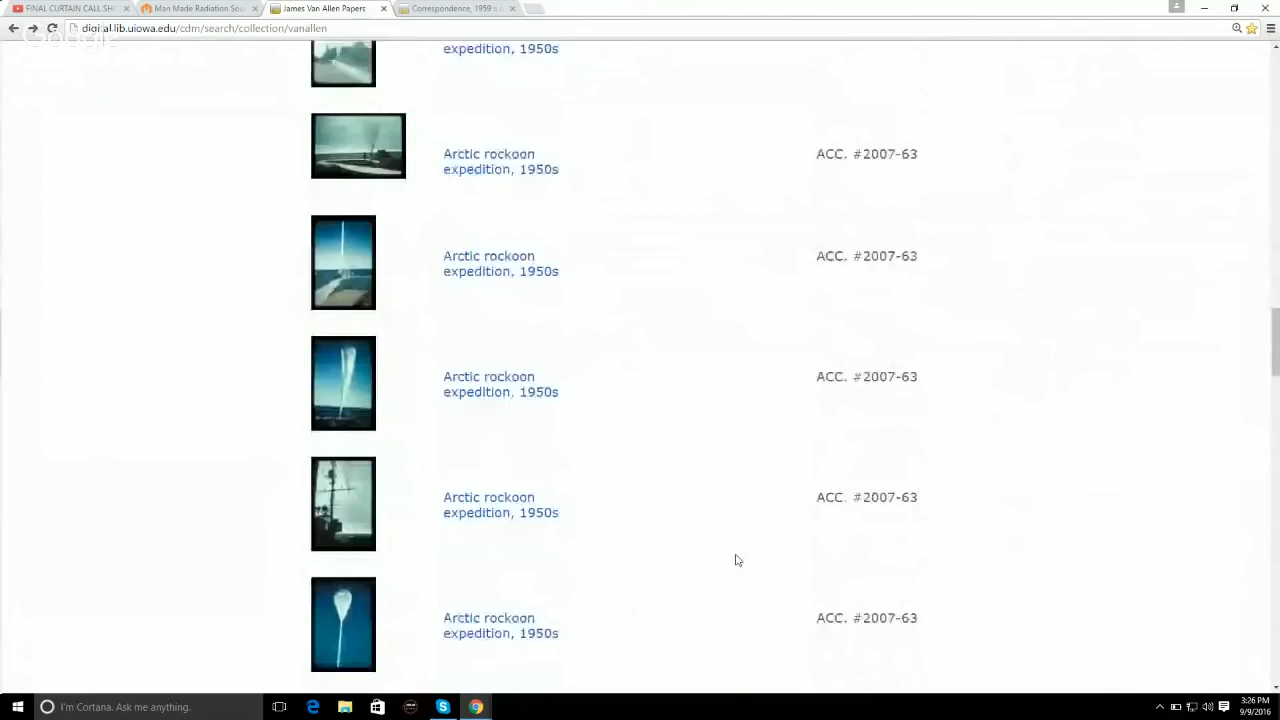 FINAL CURTAIN CALL SH
Man Made Radiation Sou
James Van Allen Papers
Correspondence, 1959 c
digital.lib.uiowa.edu/cdm/search/collection/vanallen
Google
expedition, 1950s
Arctic rockoon
expedition, 1950s
ACC. #2007-63
Arctic rockoon
expedition, 1950s
ACC. #2007-63
Arctic rockoon
expedition, 1950s
ACC. #2007-63
Arctic rockoon
expedition, 1950s
ACC. #2007-63
Arctic rockoon
expedition, 1950s
ACC. #2007-63
I'm Cortana. Ask me anything.
3:26 PM
9/9/2016